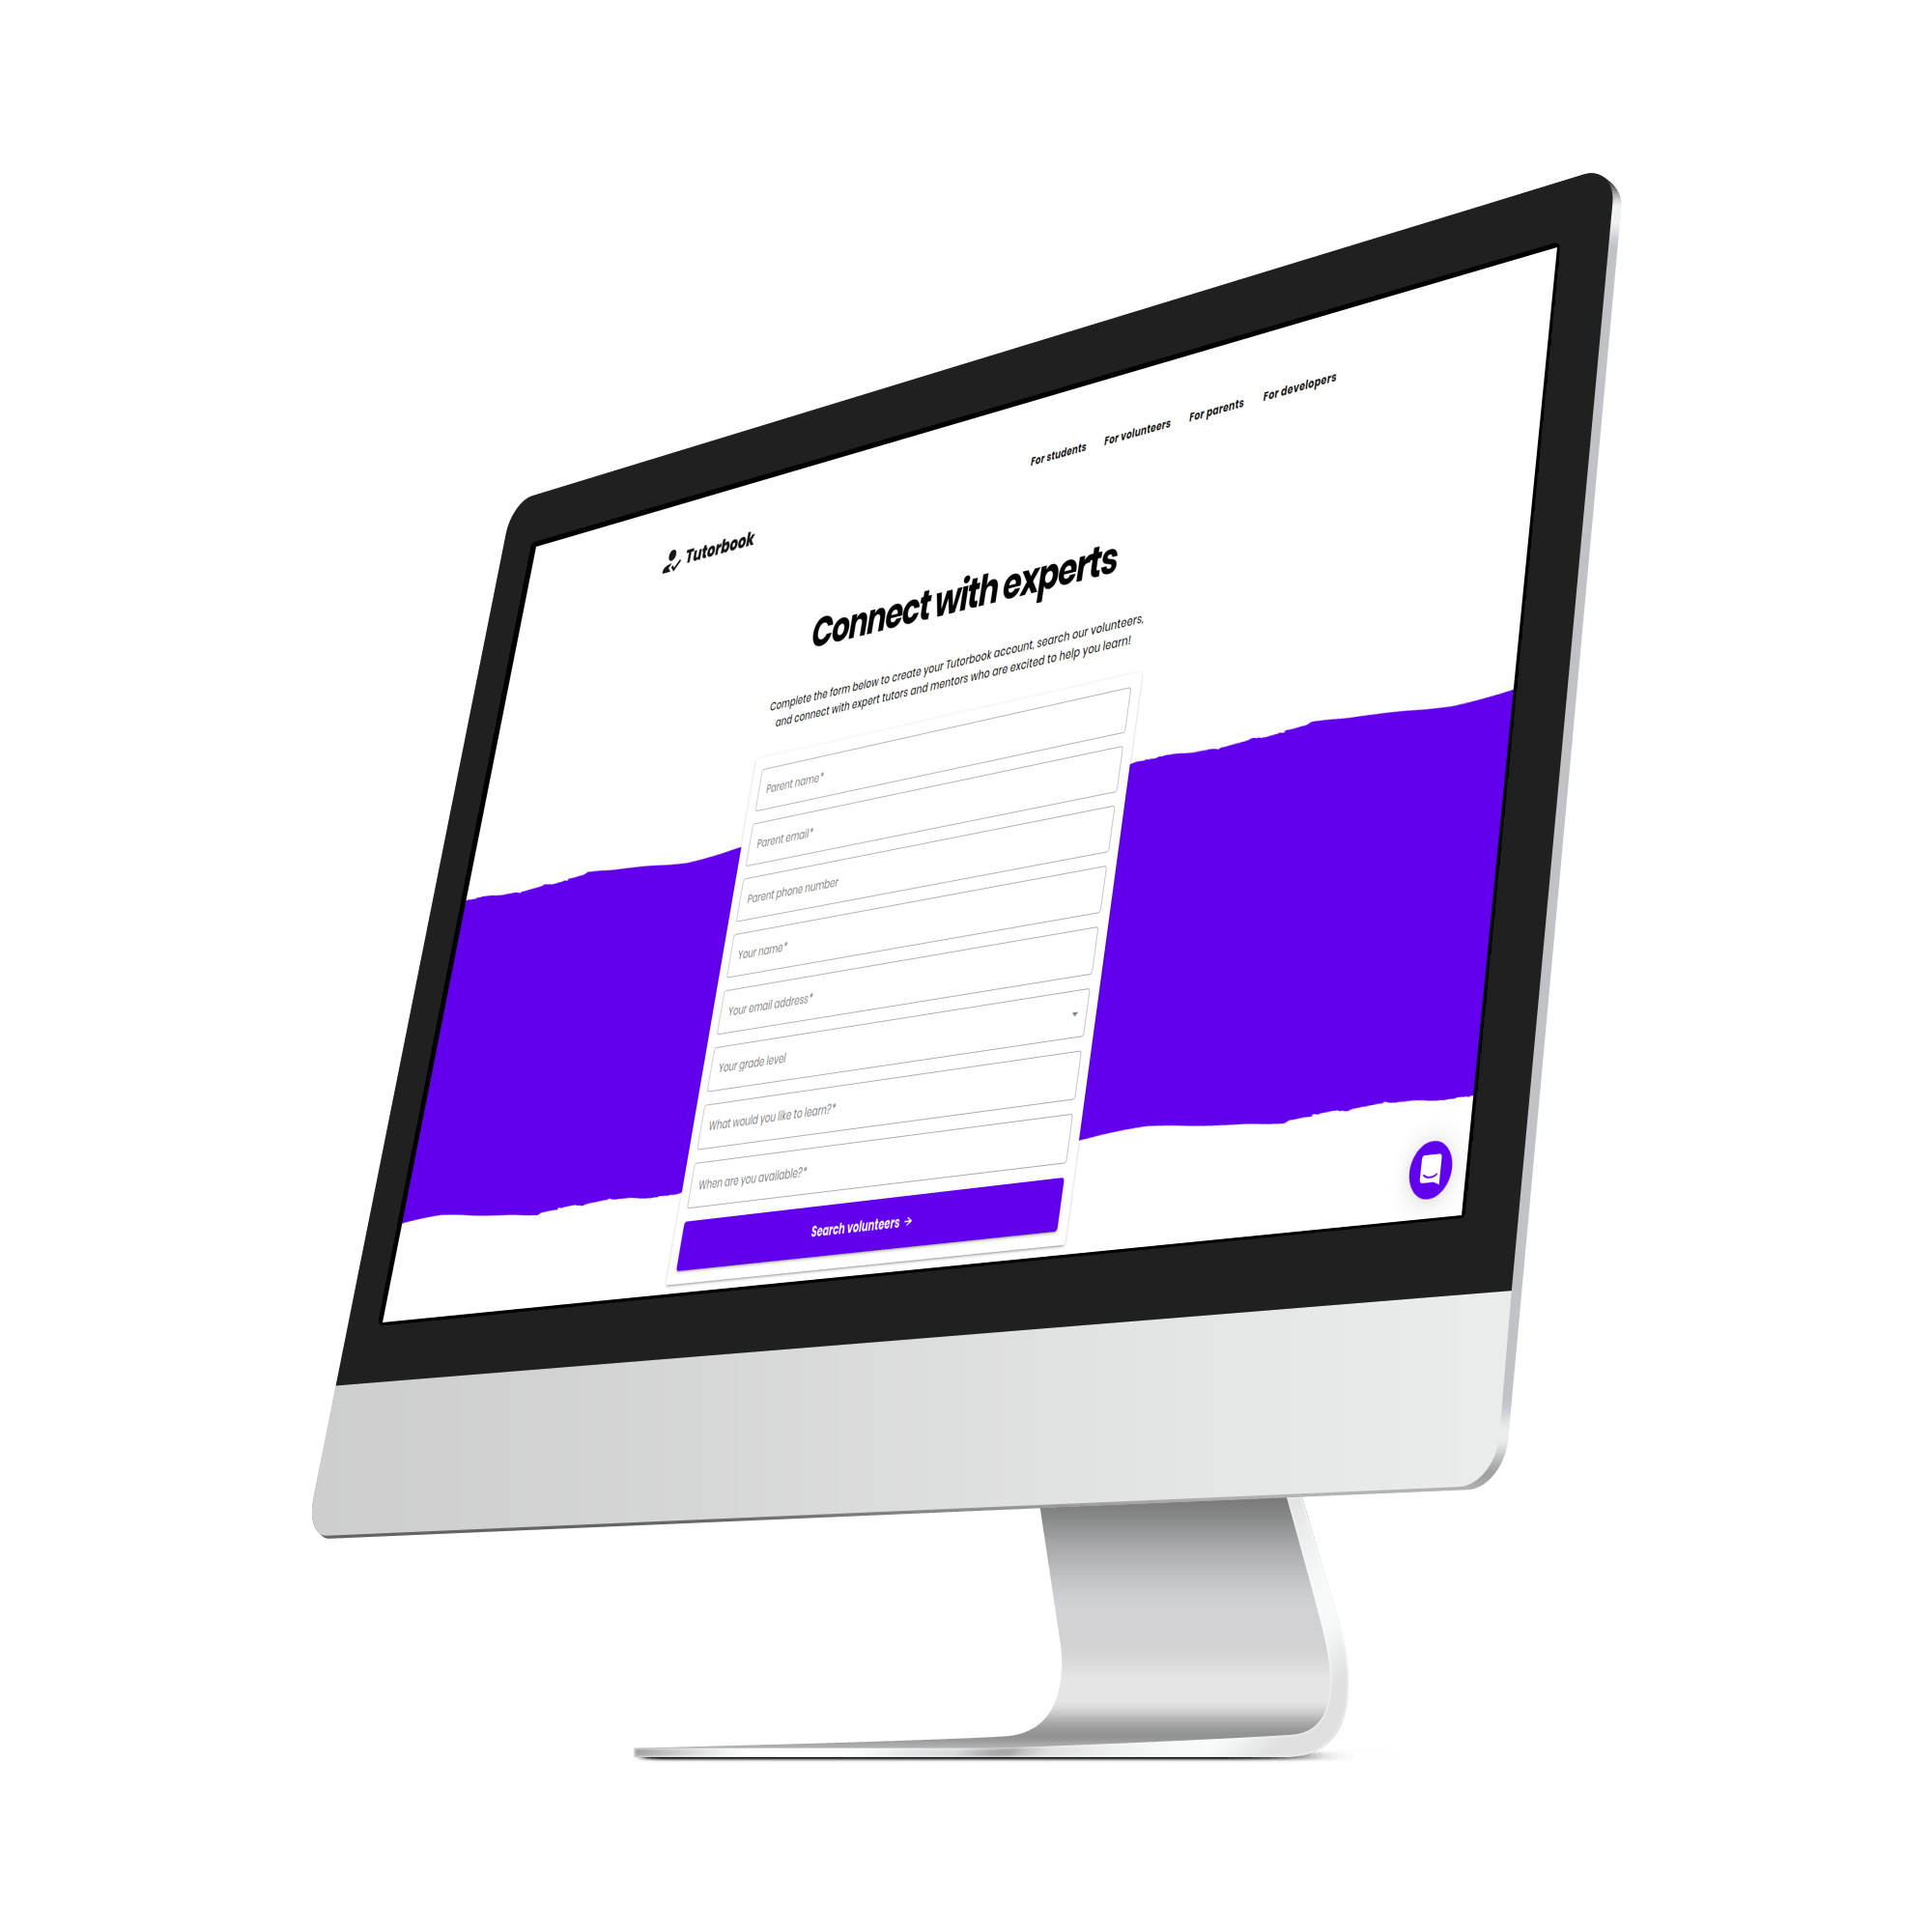 Tutorbook
For students
For volunteers
For parents
For developers
Connect with experts
Complete the form below to create your Tutorbook account, search our volunteers,
and connect with expert tutors and mentors who are excited to help you learn!
Parent name*
Parent email*
Parent phone number
Your name*
Your email address*
Your grade level
What would you like to learn?*
When are you available?*
Search volunteers →